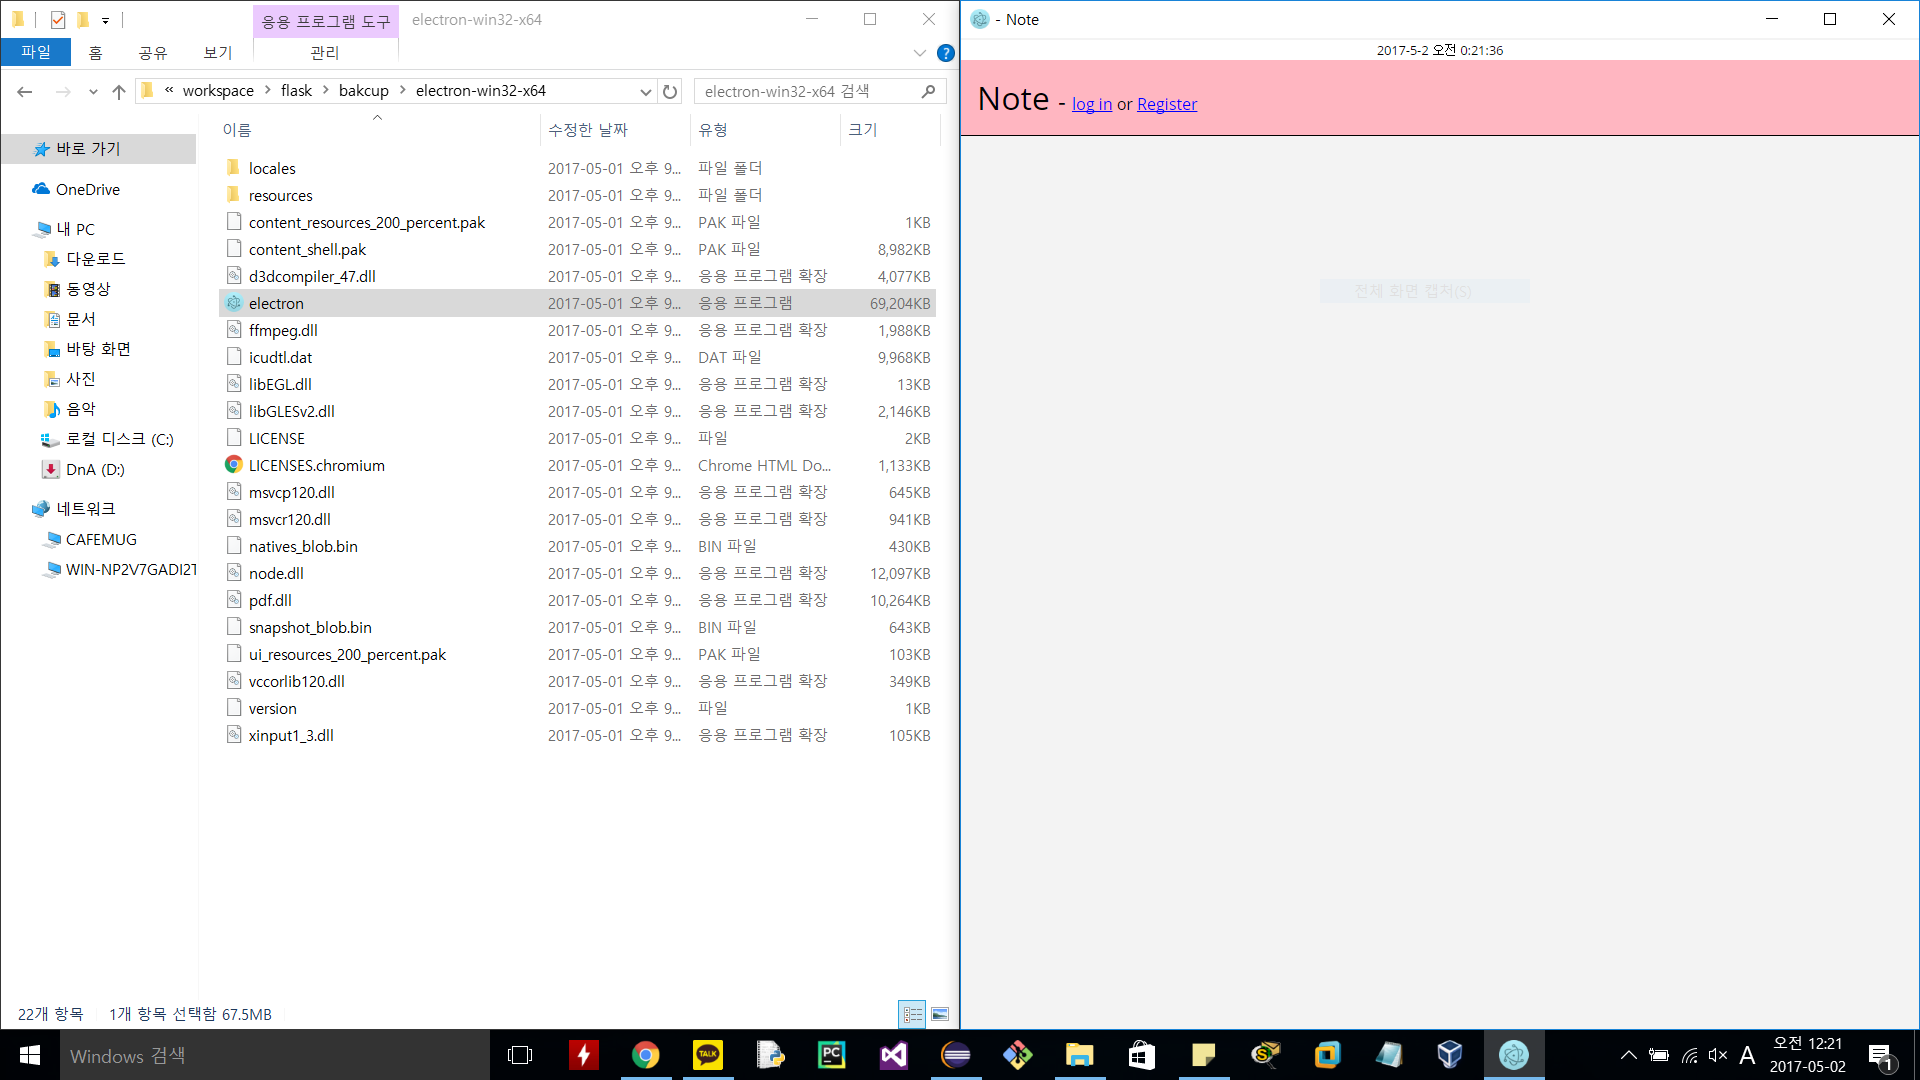 응용 프로그램 도구
electron-win32-x64
파일
홈
공유
보기
관리
« workspace > flask > bakcup > electron-win32-x64
electron-win32-x64 검색
바로 가기
OneDrive
내 PC
다운로드
동영상
문서
바탕 화면
사진
음악
로컬 디스크 (C:)
DnA (D:)
네트워크
CAFEMUG
WIN-NP2V7GADI2T
이름 수정한 날짜 유형 크기
locales 2017-05-01 오후 9... 파일 폴더
resources 2017-05-01 오후 9... 파일 폴더
content_resources_200_percent.pak 2017-05-01 오후 9... PAK 파일 1KB
content_shell.pak 2017-05-01 오후 9... PAK 파일 8,982KB
d3dcompiler_47.dll 2017-05-01 오후 9... 응용 프로그램 확장 4,077KB
electron 2017-05-01 오후 9... 응용 프로그램 69,204KB
ffmpeg.dll 2017-05-01 오후 9... 응용 프로그램 확장 1,988KB
icudtl.dat 2017-05-01 오후 9... DAT 파일 9,968KB
libEGL.dll 2017-05-01 오후 9... 응용 프로그램 확장 13KB
libGLESv2.dll 2017-05-01 오후 9... 응용 프로그램 확장 2,146KB
LICENSE 2017-05-01 오후 9... 파일 2KB
LICENSES.chromium 2017-05-01 오후 9... Chrome HTML Do... 1,133KB
msvcp120.dll 2017-05-01 오후 9... 응용 프로그램 확장 645KB
msvcr120.dll 2017-05-01 오후 9... 응용 프로그램 확장 941KB
natives_blob.bin 2017-05-01 오후 9... BIN 파일 430KB
node.dll 2017-05-01 오후 9... 응용 프로그램 확장 12,097KB
pdf.dll 2017-05-01 오후 9... 응용 프로그램 확장 10,264KB
snapshot_blob.bin 2017-05-01 오후 9... BIN 파일 643KB
ui_resources_200_percent.pak 2017-05-01 오후 9... PAK 파일 103KB
vccorlib120.dll 2017-05-01 오후 9... 응용 프로그램 확장 349KB
version 2017-05-01 오후 9... 파일 1KB
xinput1_3.dll 2017-05-01 오후 9... 응용 프로그램 확장 105KB
22개 항목 1개 항목 선택함 67.5MB
- Note
2017-5-2 오전 0:21:36
Note - log in or Register
전체 화면 캡처(S)
Windows 검색
TALK
PC
A
오전 12:21
2017-05-02
1